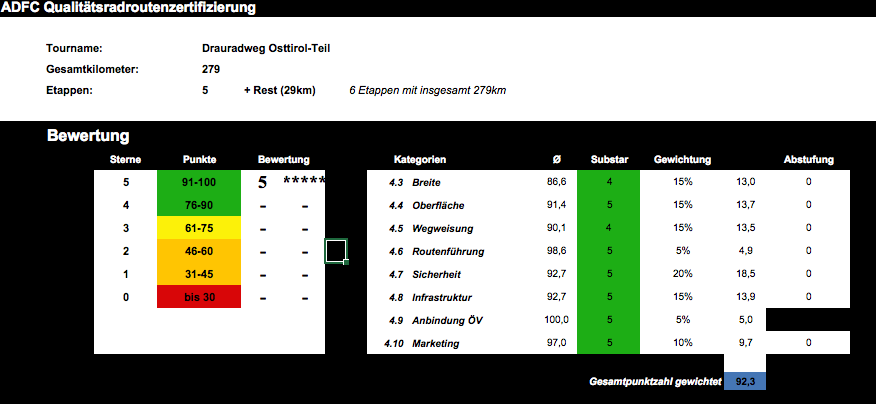 ADFC Qualitätsradroutenzertifizierung
Tourname: Drauradweg Osttirol-Teil
Gesamtkilometer: 279
Etappen: 5 + Rest (29km) 6 Etappen mit insgesamt 279km
Bewertung
Sterne Punkte Bewertung Kategorien Ø Substar Gewichtung Abstufung
5 91-100 5 ***** 4.3 Breite 86,6 4 15% 13,0 0
4 76-90 - - 4.4 Oberfläche 91,4 5 15% 13,7 0
3 61-75 - - 4.5 Wegweisung 90,1 4 15% 13,5 0
2 46-60 - - 4.6 Routenführung 98,6 5 5% 4,9 0
1 31-45 - - 4.7 Sicherheit 92,7 5 20% 18,5 0
0 bis 30 - - 4.8 Infrastruktur 92,7 5 15% 13,9 0
4.9 Anbindung ÖV 100,0 5 5% 5,0
4.10 Marketing 97,0 5 10% 9,7 0
Gesamtpunktzahl gewichtet 92,3